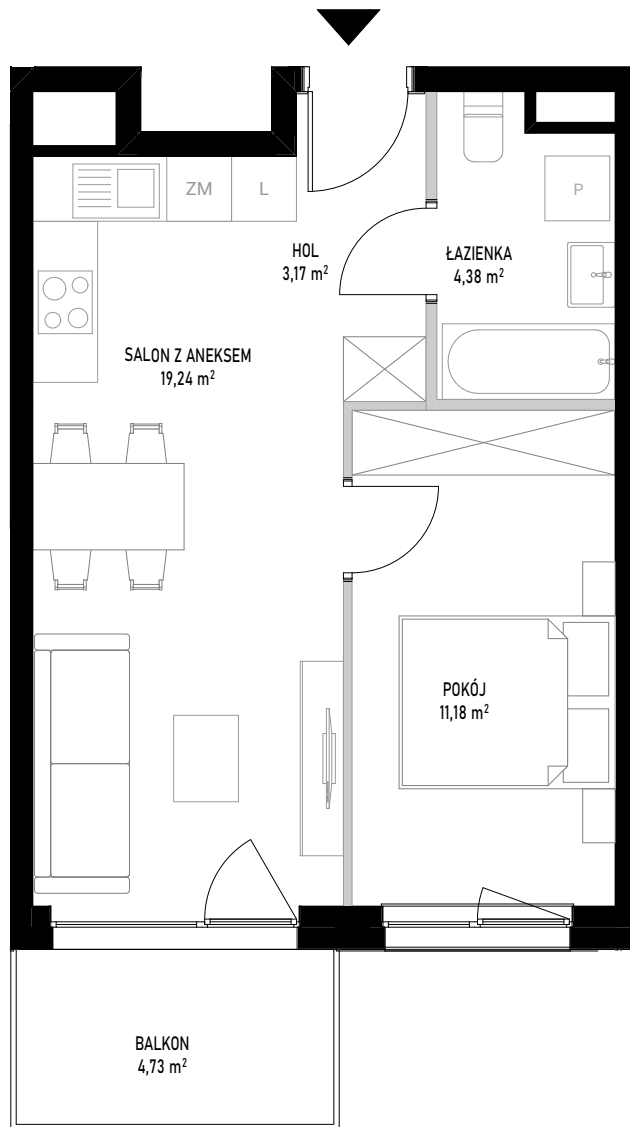 ZM
L
P
HOL
3,17 m²
ŁAZIENKA
4,38 m²
SALON Z ANEKSEM
19,24 m²
POKÓJ
11,18 m²
BALKON
4,73 m²